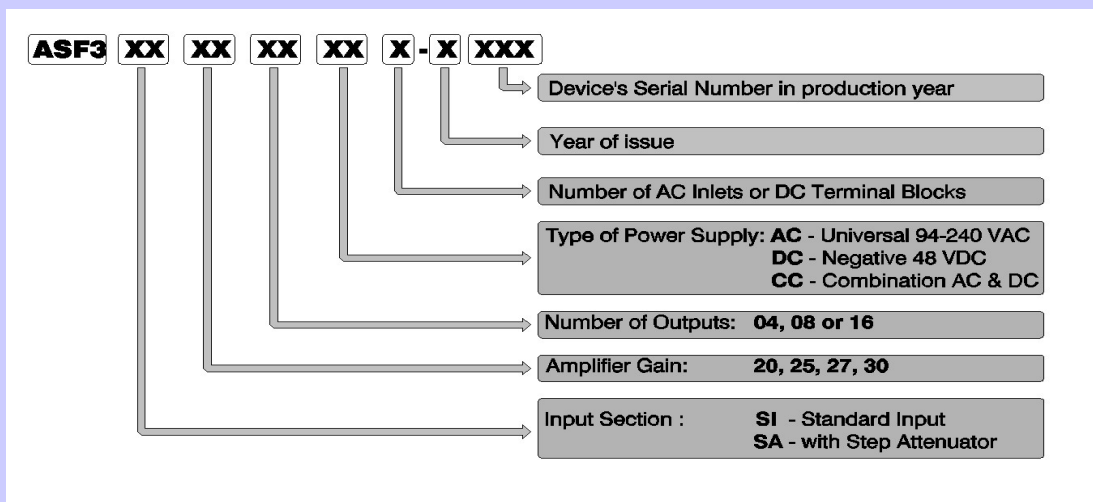 ASF3 XX XX XX XX X - X XXX
Device's Serial Number in production year
Year of issue
Number of AC Inlets or DC Terminal Blocks
Type of Power Supply: AC - Universal 94-240 VAC
DC - Negative 48 VDC
CC - Combination AC & DC
Number of Outputs: 04, 08 or 16
Amplifier Gain: 20, 25, 27, 30
Input Section : SI - Standard Input
SA - with Step Attenuator